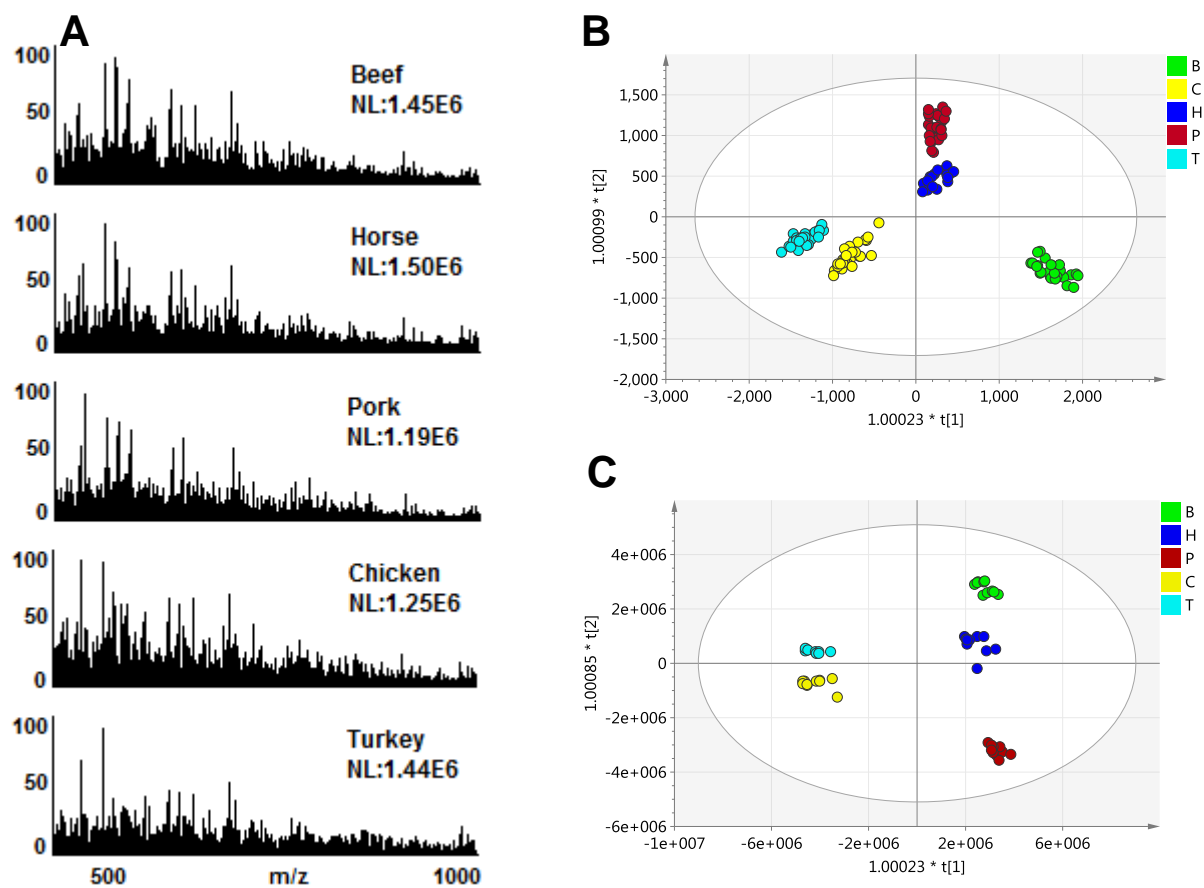 A
100
50
0
Beef
NL:1.45E6
100
50
0
Horse
NL:1.50E6
100
50
0
Pork
NL:1.19E6
100
50
0
Chicken
NL:1.25E6
100
50
0
Turkey
NL:1.44E6
500 m/z 1000
B
1.00099 * t[2]
1,500
1,000
500
0
-500
-1,000
-1,500
-2,000
-3,000 -2,000 -1,000 0 1,000 2,000
1.00023 * t[1]
B
C
H
P
T
C
1.00085 * t[2]
4e+006
2e+006
0
-2e+006
-4e+006
-6e+006
-1e+007 -6e+006 -2e+006 2e+006 6e+006
1.00023 * t[1]
B
H
P
C
T